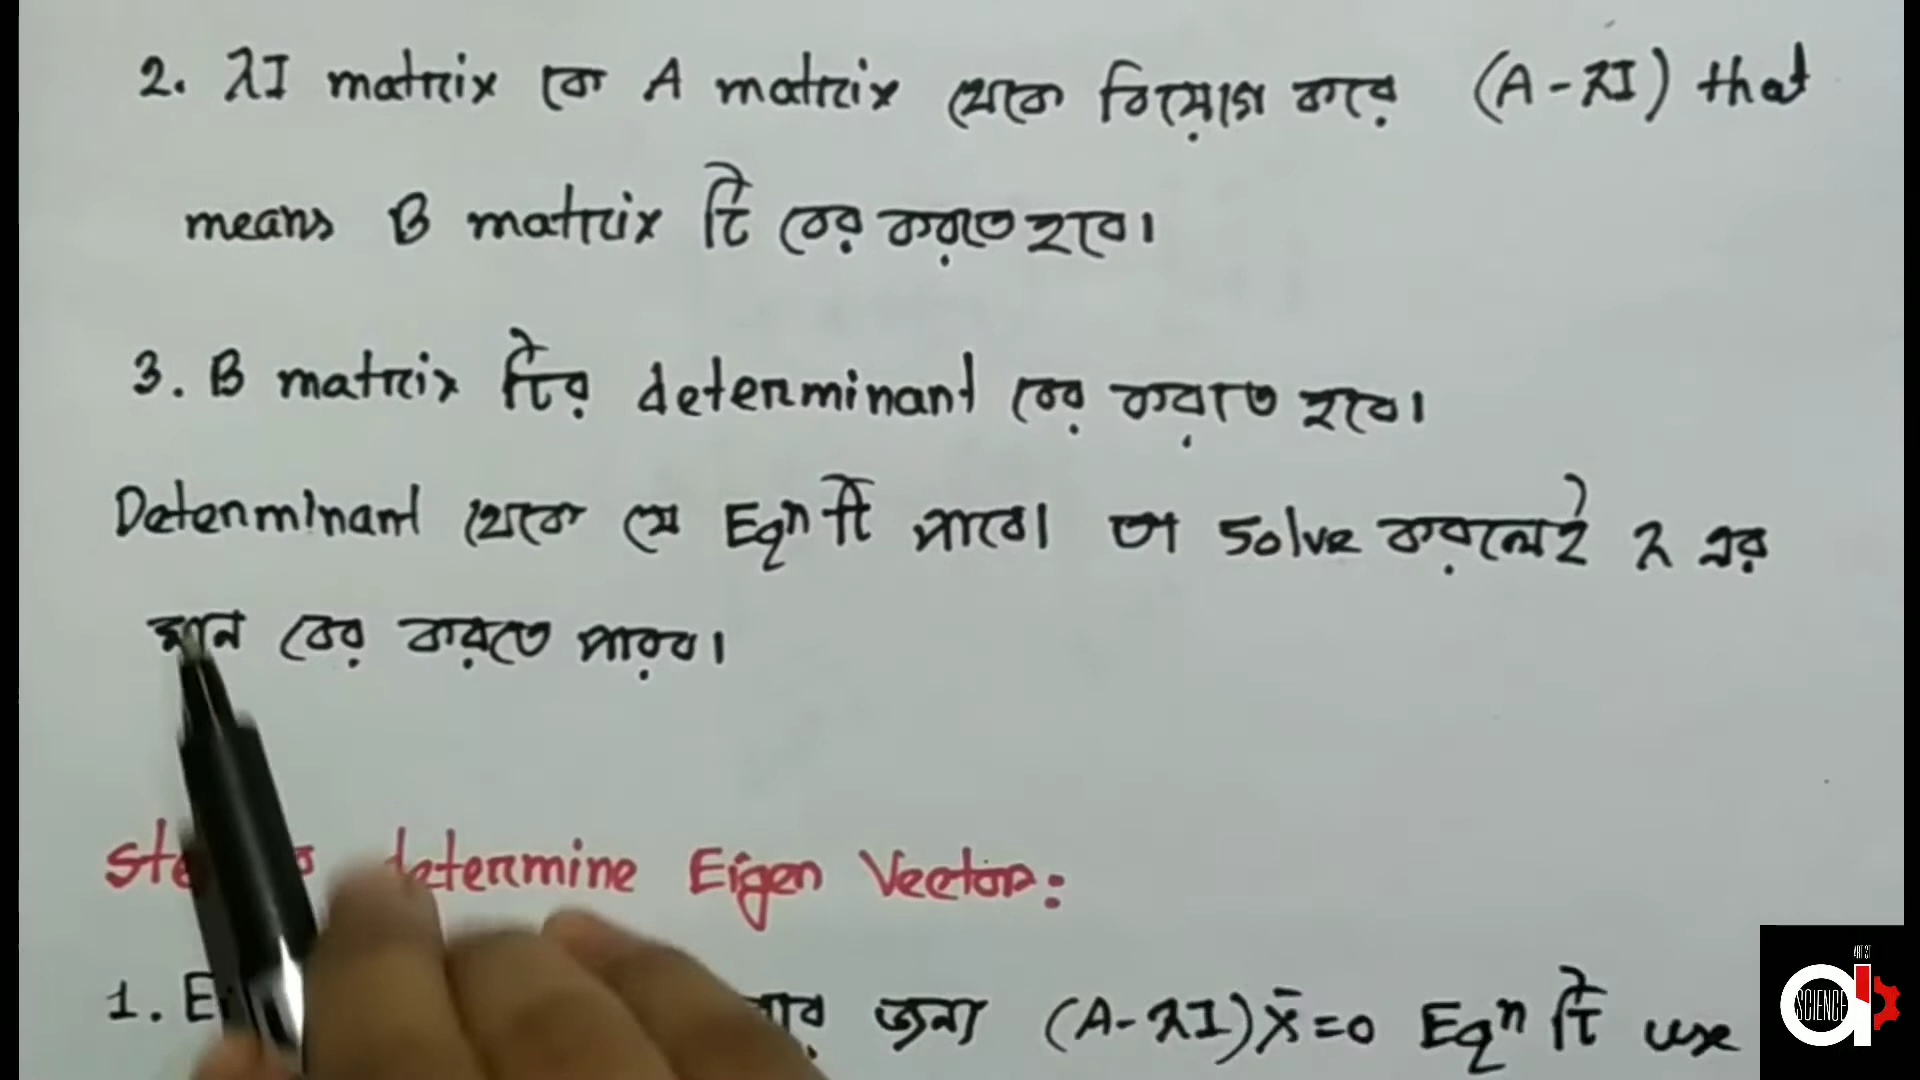 2. λI matrix কে A matrix থেকে বিয়োগ করে (A-λI) that
means B matrix টি বের করতে হবে।
3. B matrix টির determinant বের করতে হবে।
Determinant থেকে যে Eqⁿ টি পাবো। তা solve করলেই λ এর
মান বের করতে পারব।
determine Eigen Vector:
1. জন্য (A-λI)x̄=0 Eqⁿ টি use
SCIENCE